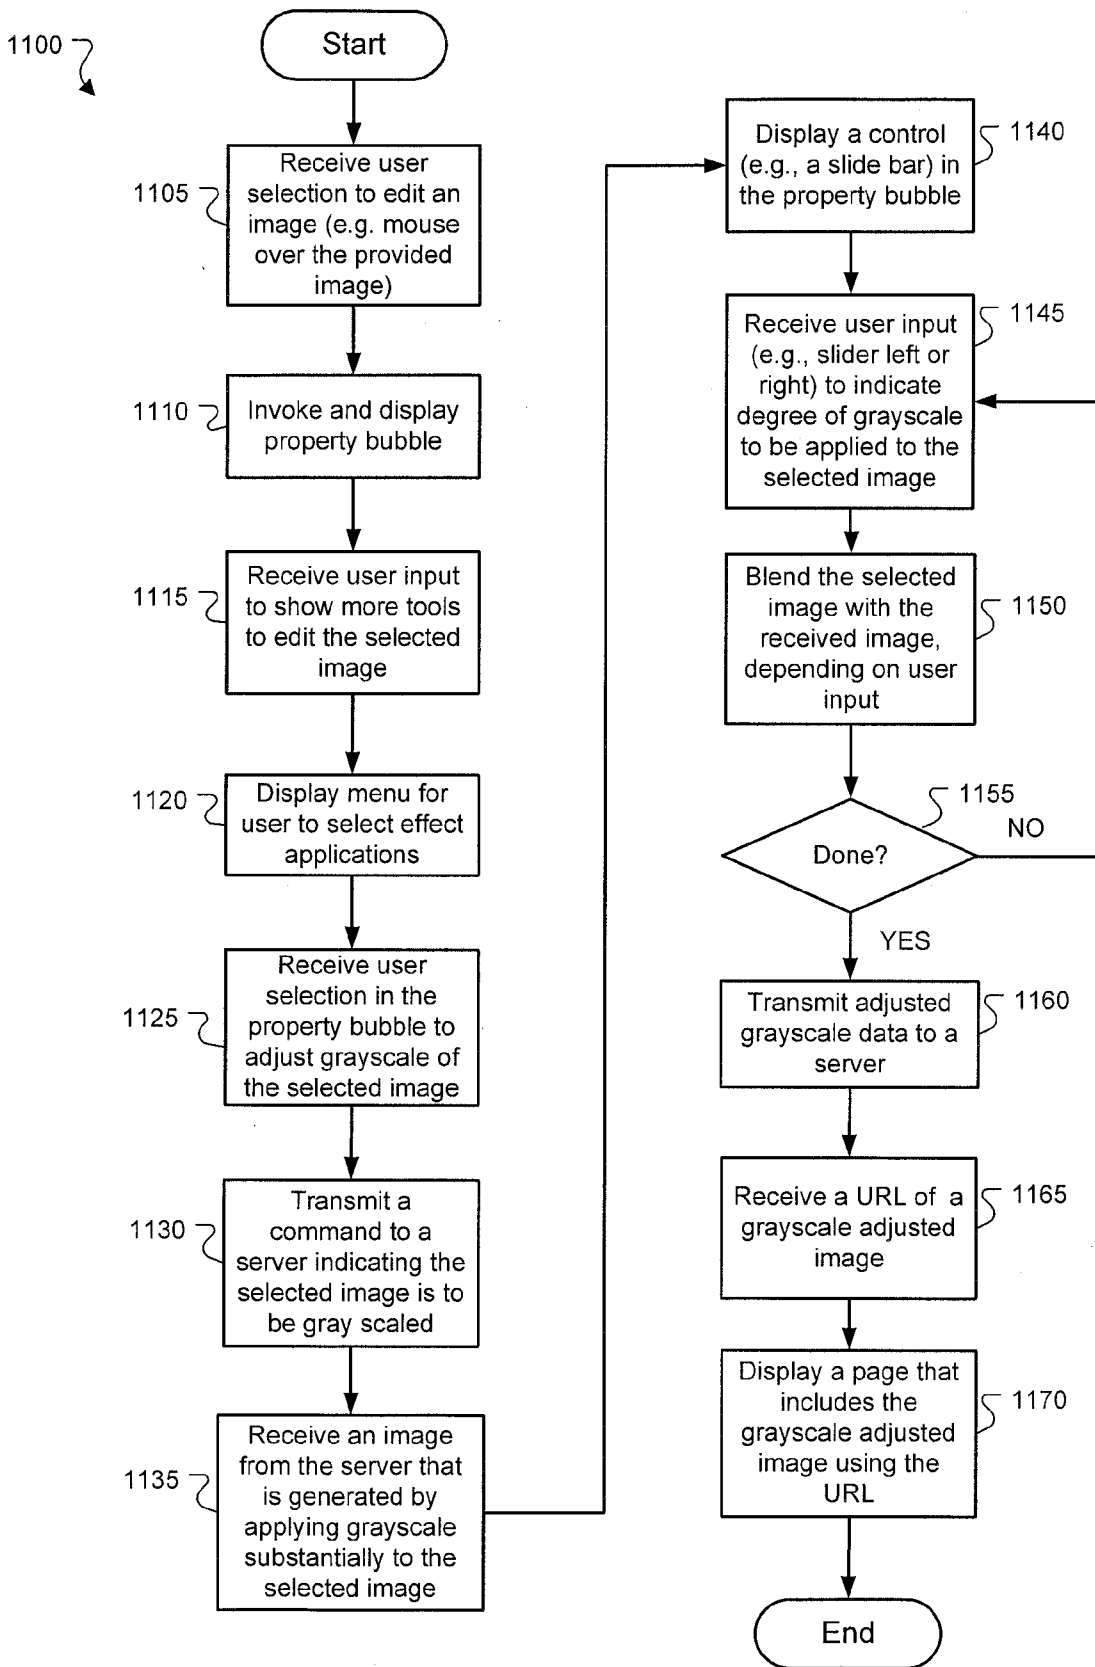 1100
Start
1105
Receive user
selection to edit an
image (e.g. mouse
over the provided
image)
1110
Invoke and display
property bubble
1115
Receive user input
to show more tools
to edit the selected
image
1120
Display menu for
user to select effect
applications
1125
Receive user
selection in the
property bubble to
adjust grayscale of
the selected image
1130
Transmit a
command to a
server indicating the
selected image is to
be gray scaled
1135
Receive an image
from the server that
is generated by
applying grayscale
substantially to the
selected image
1140
Display a control
(e.g., a slide bar) in
the property bubble
1145
Receive user input
(e.g., slider left or
right) to indicate
degree of grayscale
to be applied to the
selected image
1150
Blend the selected
image with the
received image,
depending on user
input
1155
Done?
NO
YES
1160
Transmit adjusted
grayscale data to a
server
1165
Receive a URL of a
grayscale adjusted
image
1170
Display a page that
includes the
grayscale adjusted
image using the
URL
End